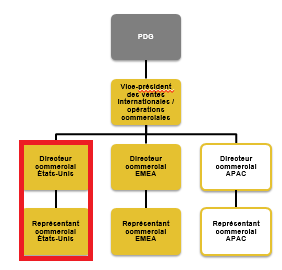 PDG
Vice-président
des ventes
internationales /
opérations
commerciales
Directeur
commercial
États-Unis
Directeur
commercial
EMEA
Directeur
commercial
APAC
Représentant
commercial
États-Unis
Représentant
commercial
EMEA
Représentant
commercial
APAC